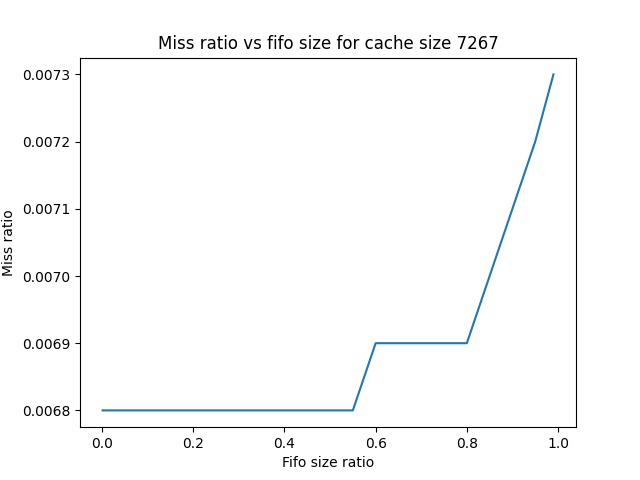 Miss ratio vs fifo size for cache size 7267
0.0073
0.0072
0.0071
0.0070
0.0069
0.0068
Miss ratio
0.0 0.2 0.4 0.6 0.8 1.0
Fifo size ratio